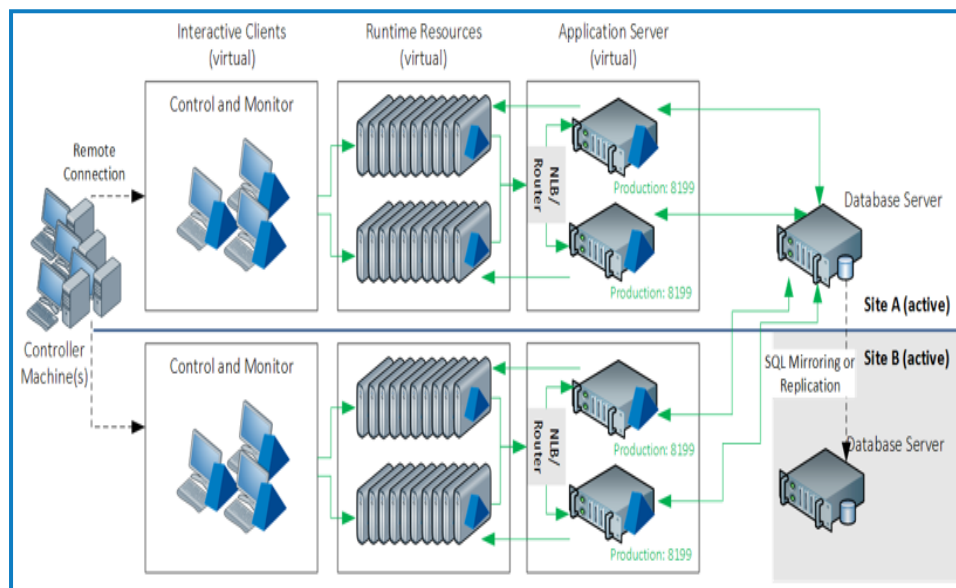 Interactive Clients
(virtual)
Runtime Resources
(virtual)
Application Server
(virtual)
Control and Monitor
Remote
Connection
NLB/
Router
Production: 8199
Production: 8199
Database Server
Site A (active)
Controller
Machine(s)
Control and Monitor
NLB/
Router
Production: 8199
Production: 8199
Site B (active)
SQL Mirroring or
Replication
Database Server